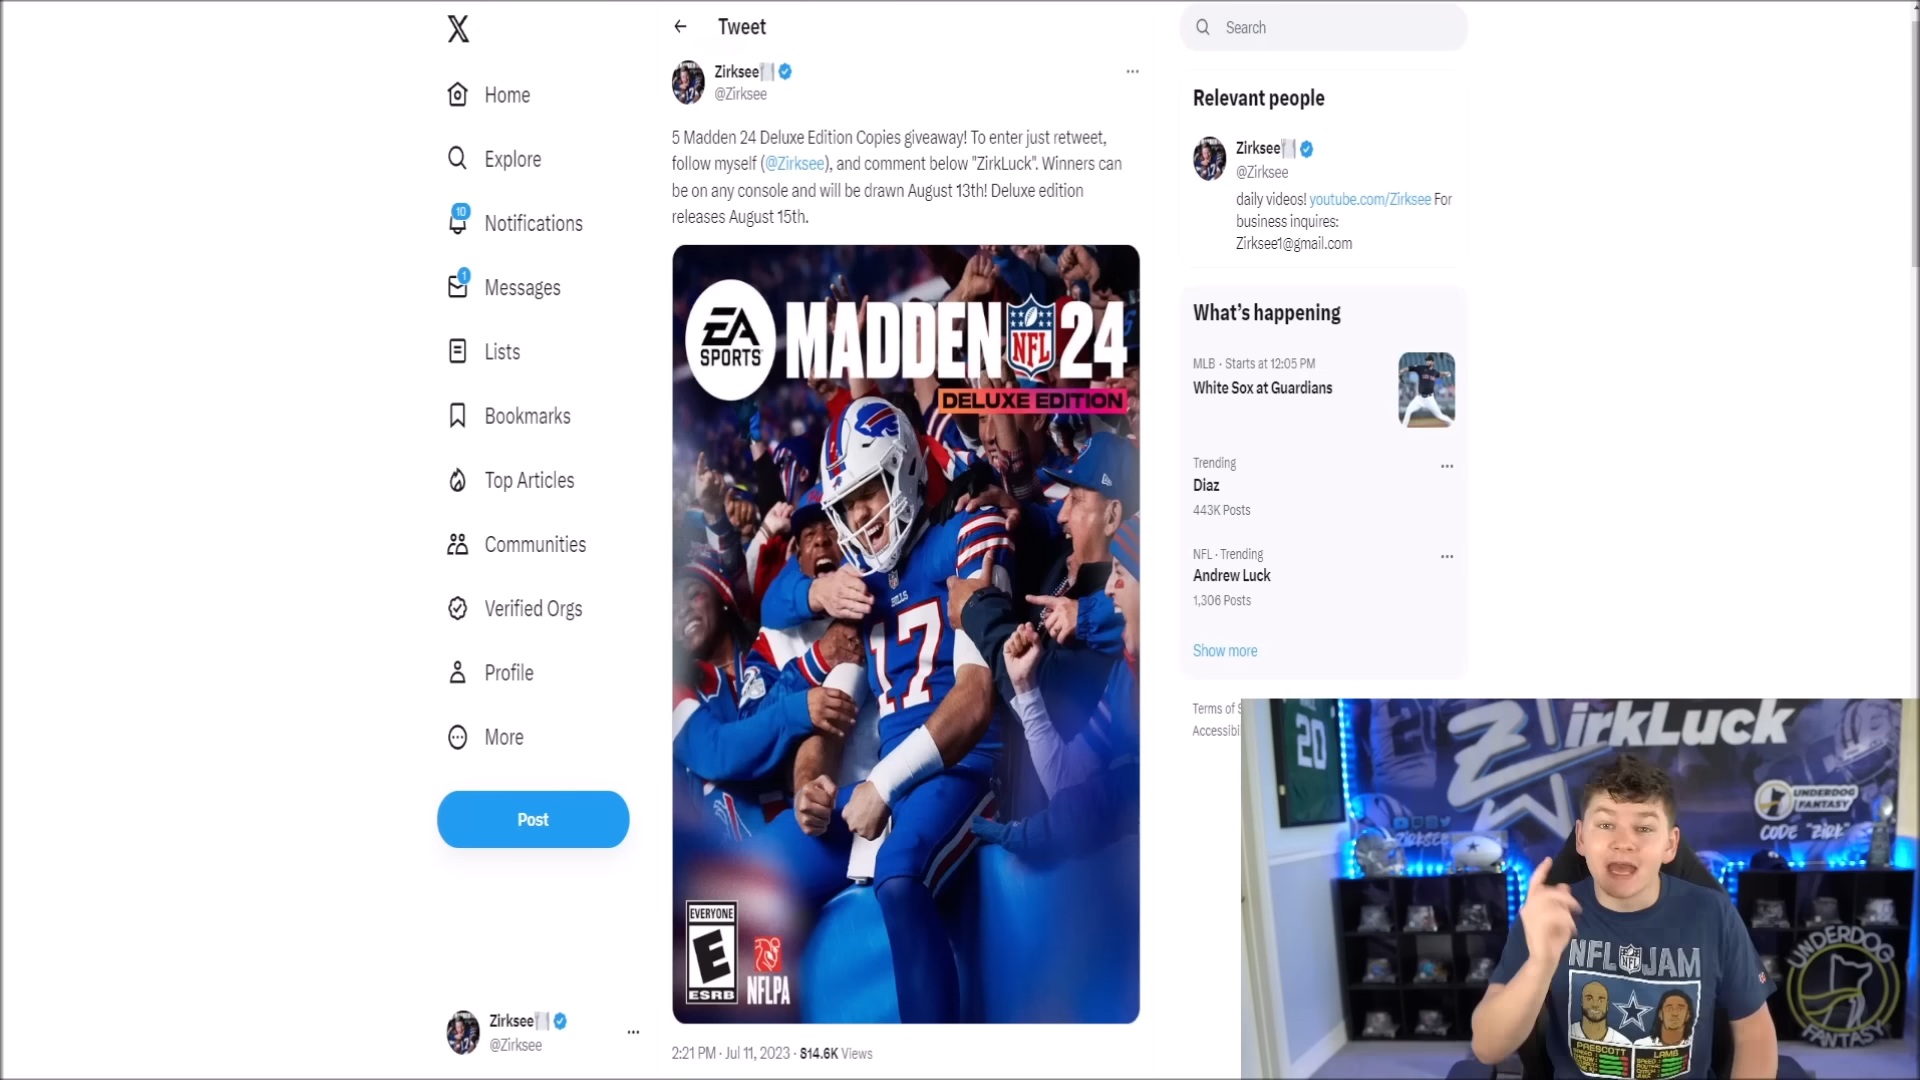 X
Home
Explore
10
Notifications
1
Messages
Lists
Bookmarks
Top Articles
Communities
Verified Orgs
Profile
More
Post
Zirksee
@Zirksee
Tweet
Zirksee
@Zirksee
5 Madden 24 Deluxe Edition Copies giveaway! To enter just retweet,
follow myself (@Zirksee), and comment below "ZirkLuck". Winners can
be on any console and will be drawn August 13th! Deluxe edition
releases August 15th.
EA
SPORTS
MADDEN NFL 24
DELUXE EDITION
BILLS
17
EVERYONE
E
ESRB
NFLPA
2:21 PM · Jul 11, 2023 · 814.6K Views
Search
Relevant people
Zirksee
@Zirksee
daily videos! youtube.com/Zirksee For
business inquires:
Zirksee1@gmail.com
What's happening
MLB · Starts at 12:05 PM
White Sox at Guardians
Trending
Diaz
443K Posts
NFL · Trending
Andrew Luck
1,306 Posts
Show more
Terms of
Accessibi
20
ZirkLuck
UNDERDOG
FANTASY
CODE "ZIRK"
ZIRKSEE
NFL JAM
PRESCOTT
LAMB
UNDERDOG
FANTASY